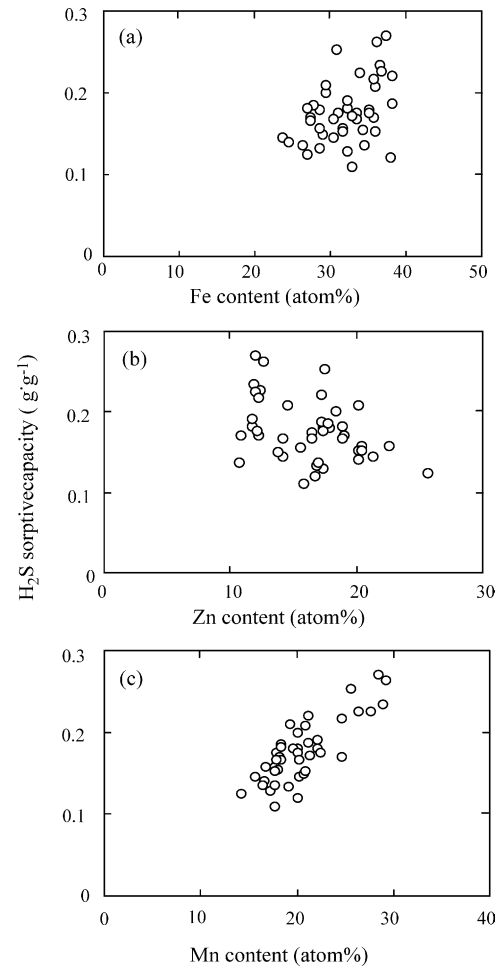 0.3
(a)
0.2
0.1
0
0 10 20 30 40 50
Fe content (atom%)
0.3
(b)
0.2
0.1
0
0 10 20 30
Zn content (atom%)
H₂S sorptivecapacity ( g·g⁻¹)
0.3
(c)
0.2
0.1
0
0 10 20 30 40
Mn content (atom%)